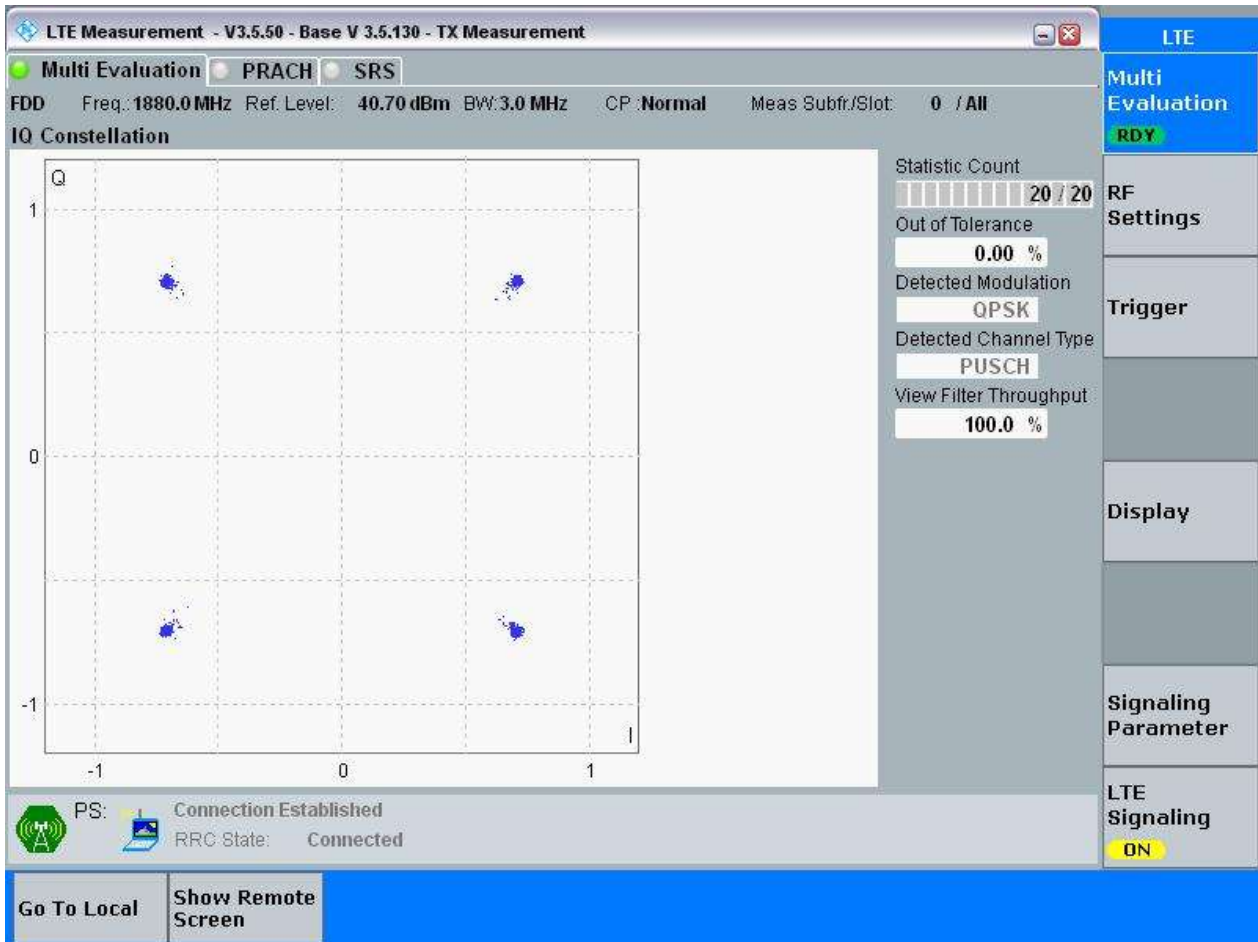 LTE Measurement - V3.5.50 - Base V 3.5.130 - TX Measurement
Multi Evaluation PRACH SRS
FDD Freq.: 1880.0 MHz Ref. Level: 40.70 dBm BW: 3.0 MHz CP : Normal Meas Subfr./Slot: 0 / All
IQ Constellation
Q
1
0
-1
I
-1 0 1
Statistic Count
20 / 20
Out of Tolerance
0.00 %
Detected Modulation
QPSK
Detected Channel Type
PUSCH
View Filter Throughput
100.0 %
PS: Connection Established
RRC State: Connected
LTE
Multi
Evaluation
RDY
RF
Settings
Trigger
Display
Signaling
Parameter
LTE
Signaling
ON
Go To Local
Show Remote
Screen